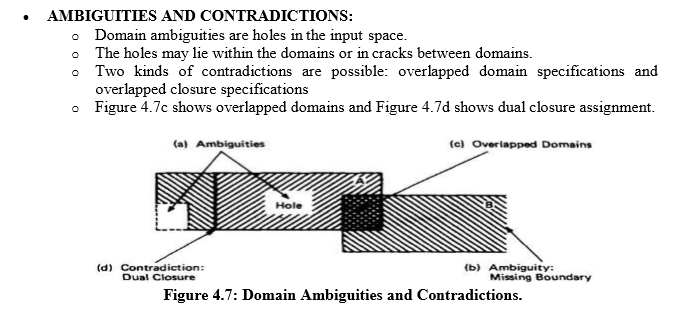 • AMBIGUITIES AND CONTRADICTIONS:
o Domain ambiguities are holes in the input space.
o The holes may lie within the domains or in cracks between domains.
o Two kinds of contradictions are possible: overlapped domain specifications and
overlapped closure specifications
o Figure 4.7c shows overlapped domains and Figure 4.7d shows dual closure assignment.
(a) Ambiguities
(c) Overlapped Domains
A
Hole
B
(d) Contradiction:
Dual Closure
(b) Ambiguity:
Missing Boundary
Figure 4.7: Domain Ambiguities and Contradictions.